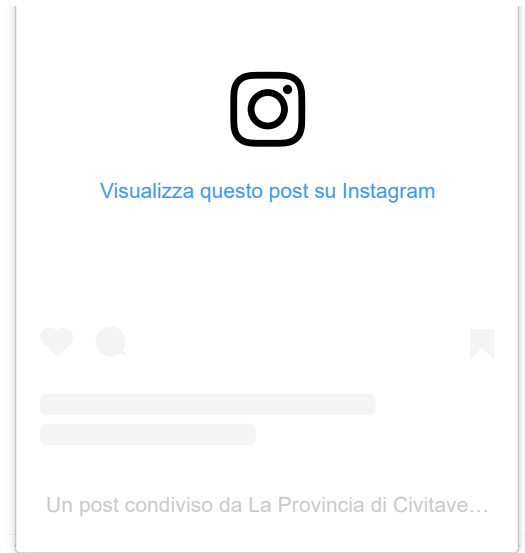 Visualizza questo post su Instagram
Un post condiviso da La Provincia di Civitave…